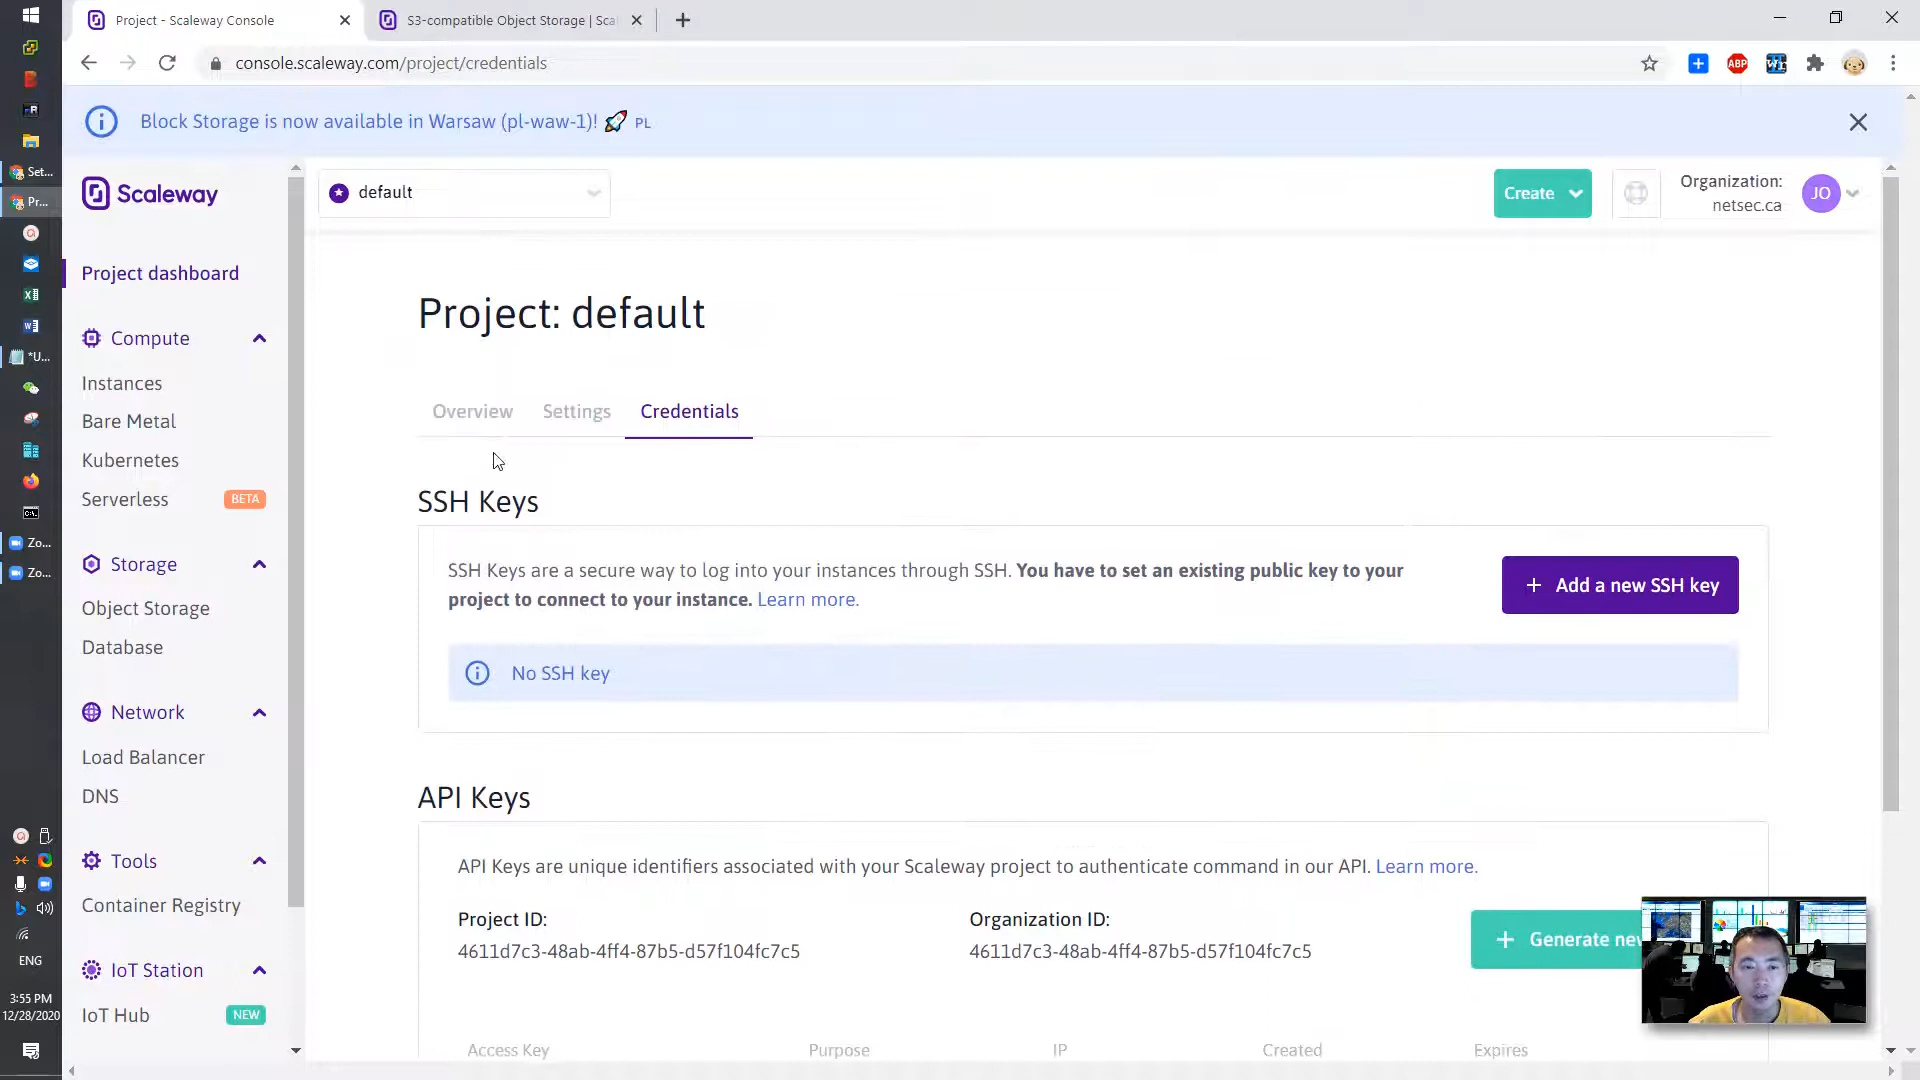 Project - Scaleway Console
S3-compatible Object Storage | Sca
console.scaleway.com/project/credentials
ABP
Block Storage is now available in Warsaw (pl-waw-1)! 🚀 PL
Scaleway
default
Create
Organization:
netsec.ca
JO
Project dashboard
Compute
Instances
Bare Metal
Kubernetes
Serverless
BETA
Storage
Object Storage
Database
Network
Load Balancer
DNS
Tools
Container Registry
IoT Station
IoT Hub
NEW
Project: default
Overview
Settings
Credentials
SSH Keys
SSH Keys are a secure way to log into your instances through SSH. You have to set an existing public key to your
project to connect to your instance. Learn more.
Add a new SSH key
No SSH key
API Keys
API Keys are unique identifiers associated with your Scaleway project to authenticate command in our API. Learn more.
Project ID:
4611d7c3-48ab-4ff4-87b5-d57f104fc7c5
Organization ID:
4611d7c3-48ab-4ff4-87b5-d57f104fc7c5
Generate new
Access Key
Purpose
IP
Created
Expires
Set...
Pr...
*U...
Zo...
Zo...
ENG
3:55 PM
12/28/2020